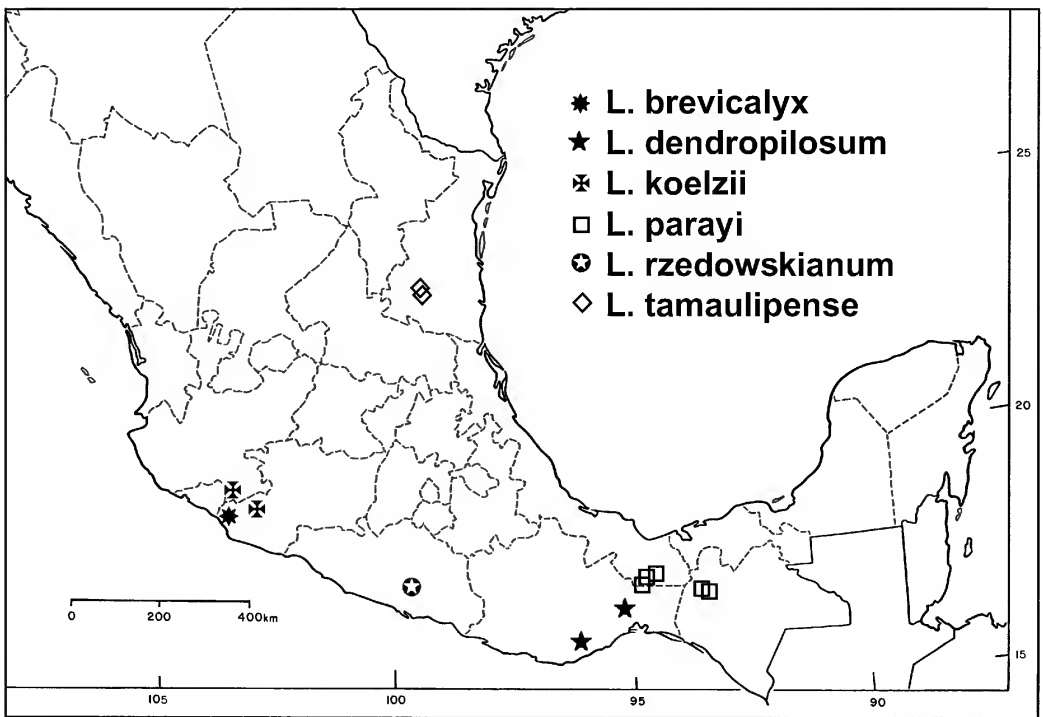 L. brevicalyx
L. dendropilosum
L. koelzii
L. parayi
L. rzedowskianum
L. tamaulipense
25
20
15
0 200 400km
105 100 95 90